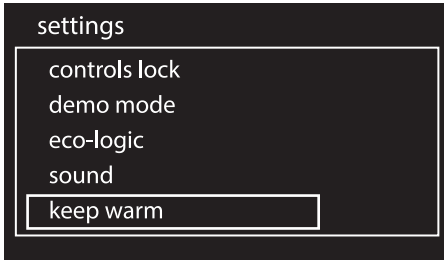 settings
controls lock
demo mode
eco-logic
sound
keep warm